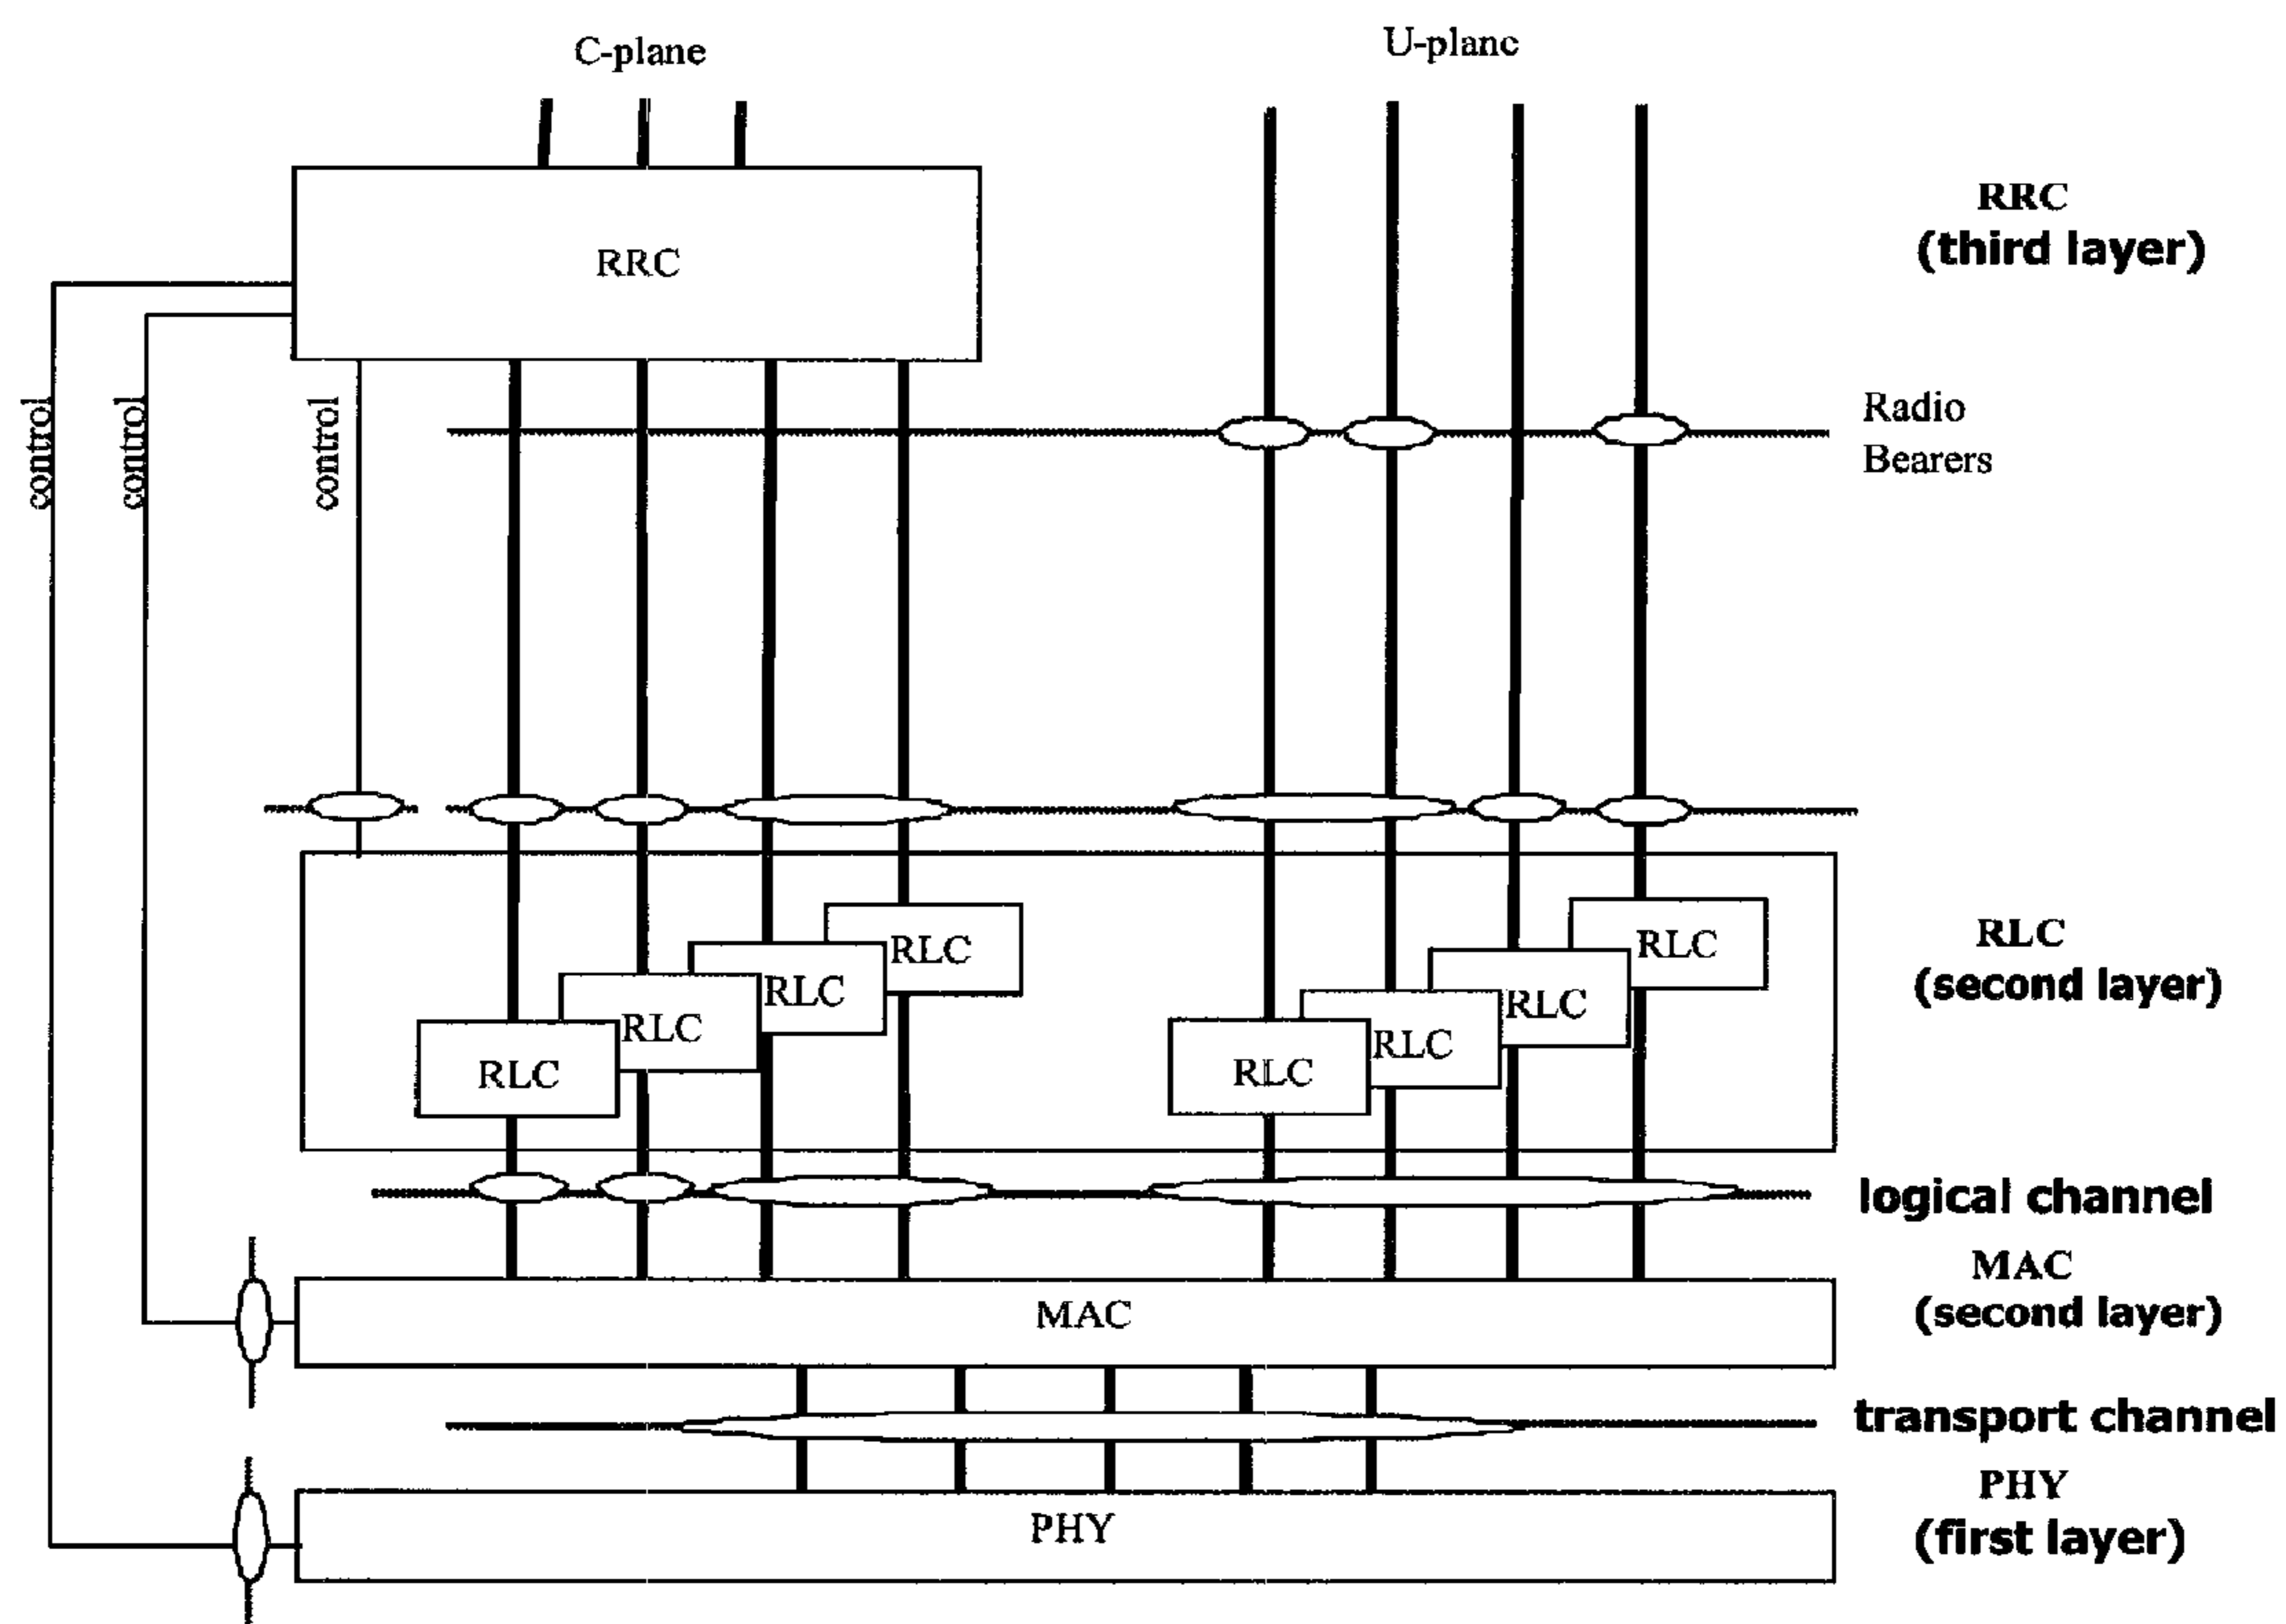 C-plane
U-plane
RRC
RRC
(third layer)
control
control
control
Radio
Bearers
RLC
RLC
RLC
RLC
RLC
RLC
RLC
RLC
RLC
(second layer)
logical channel
MAC
MAC
(second layer)
transport channel
PHY
PHY
(first layer)